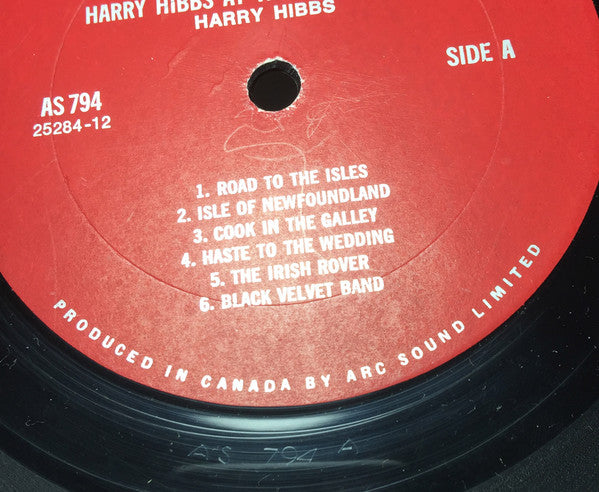 HARRY HIBBS AT
HARRY HIBBS
SIDE A
AS 794
25284-12
1. ROAD TO THE ISLES
2. ISLE OF NEWFOUNDLAND
3. COOK IN THE GALLEY
4. HASTE TO THE WEDDING
5. THE IRISH ROVER
6. BLACK VELVET BAND
PRODUCED IN CANADA BY ARC SOUND LIMITED
AS 794 A